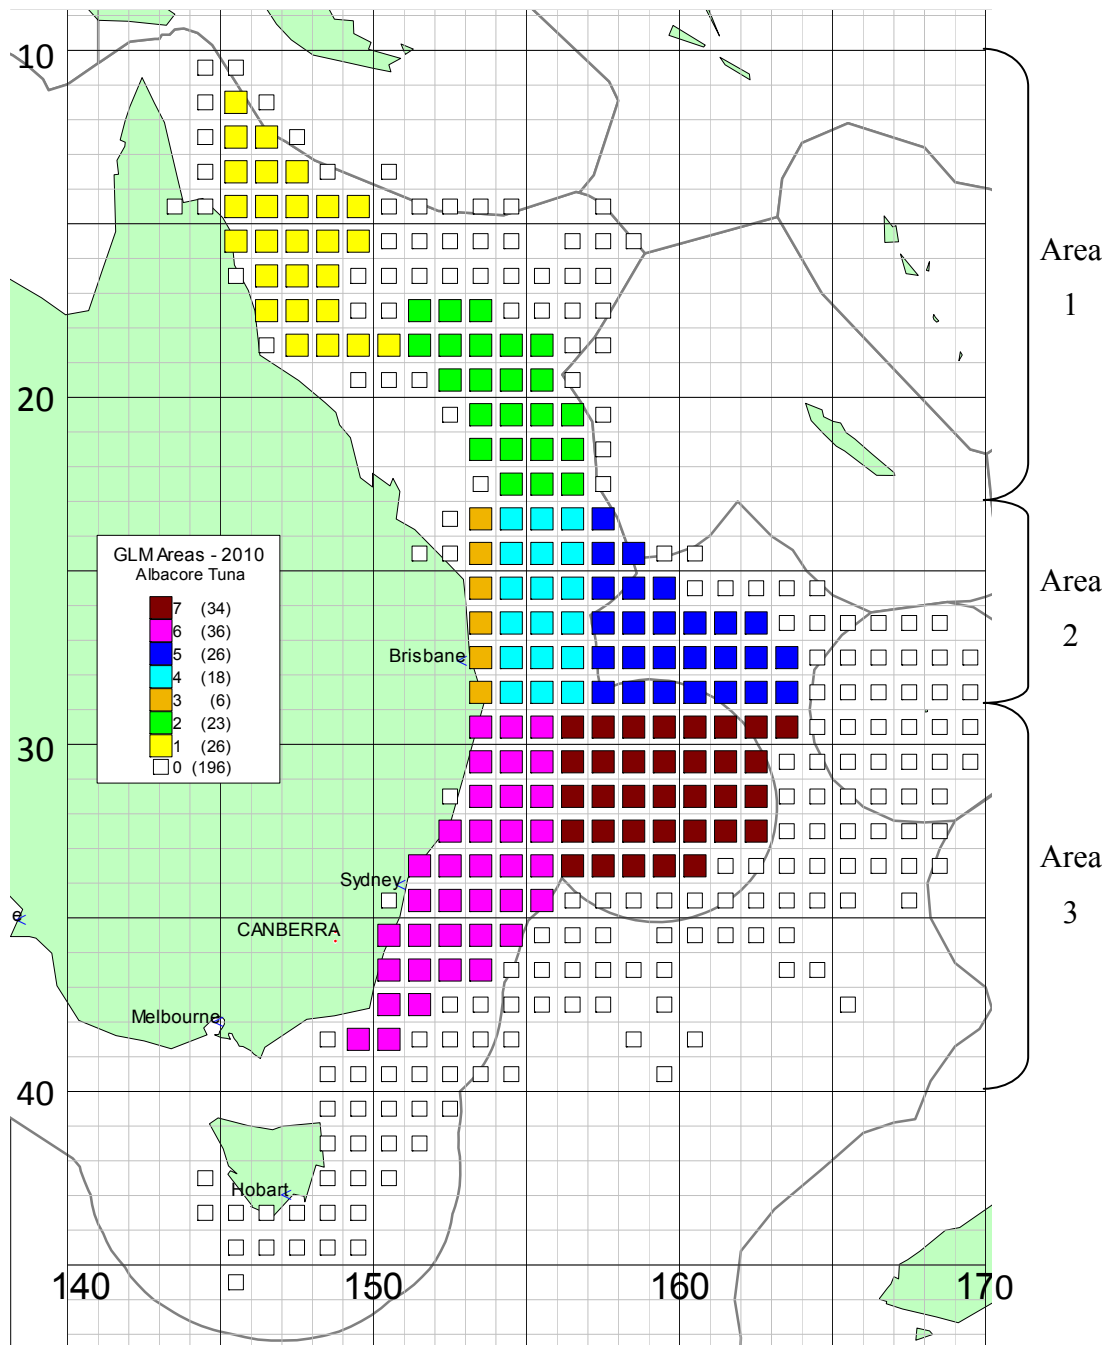 10
Area
1
20
GLM Areas - 2010
Albacore Tuna
7 (34)
6 (36)
5 (26)
4 (18)
3 (6)
2 (23)
1 (26)
0 (196)
Area
2
Brisbane
30
Area
3
Sydney
e
CANBERRA
Melbourne
40
Hobart
140 150 160 170